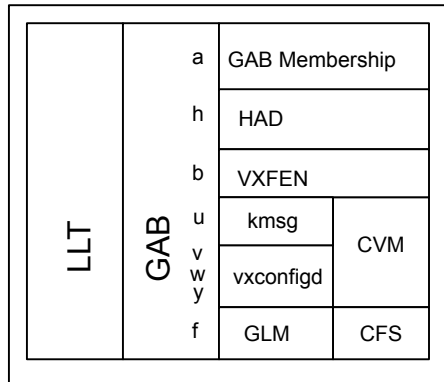 LLT
GAB
a GAB Membership
h HAD
b VXFEN
u kmsg
CVM
v
w vxconfigd
y
f GLM CFS